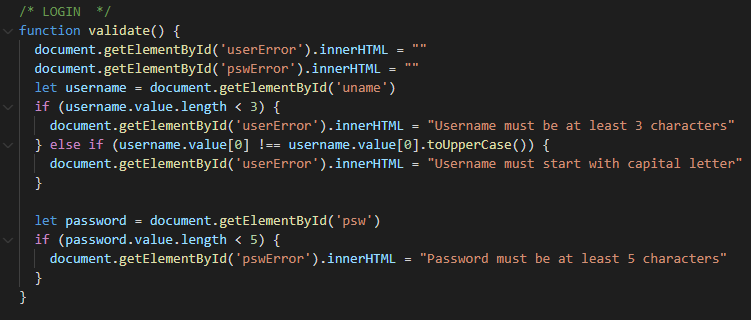 /* LOGIN  */
function validate() {
  document.getElementById('userError').innerHTML = ""
  document.getElementById('pswError').innerHTML = ""
  let username = document.getElementById('uname')
  if (username.value.length < 3) {
    document.getElementById('userError').innerHTML = "Username must be at least 3 characters"
  } else if (username.value[0] !== username.value[0].toUpperCase()) {
    document.getElementById('userError').innerHTML = "Username must start with capital letter"
  }

  let password = document.getElementById('psw')
  if (password.value.length < 5) {
    document.getElementById('pswError').innerHTML = "Password must be at least 5 characters"
  }
}